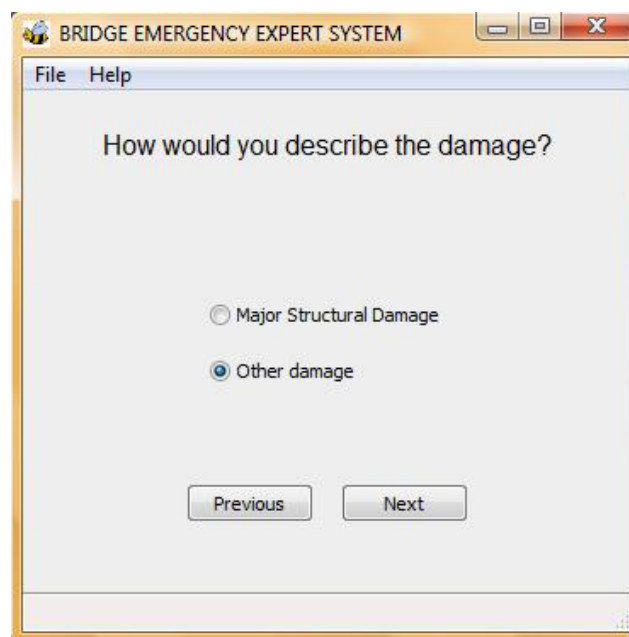 BRIDGE EMERGENCY EXPERT SYSTEM
File Help
How would you describe the damage?
Major Structural Damage
Other damage
Previous Next